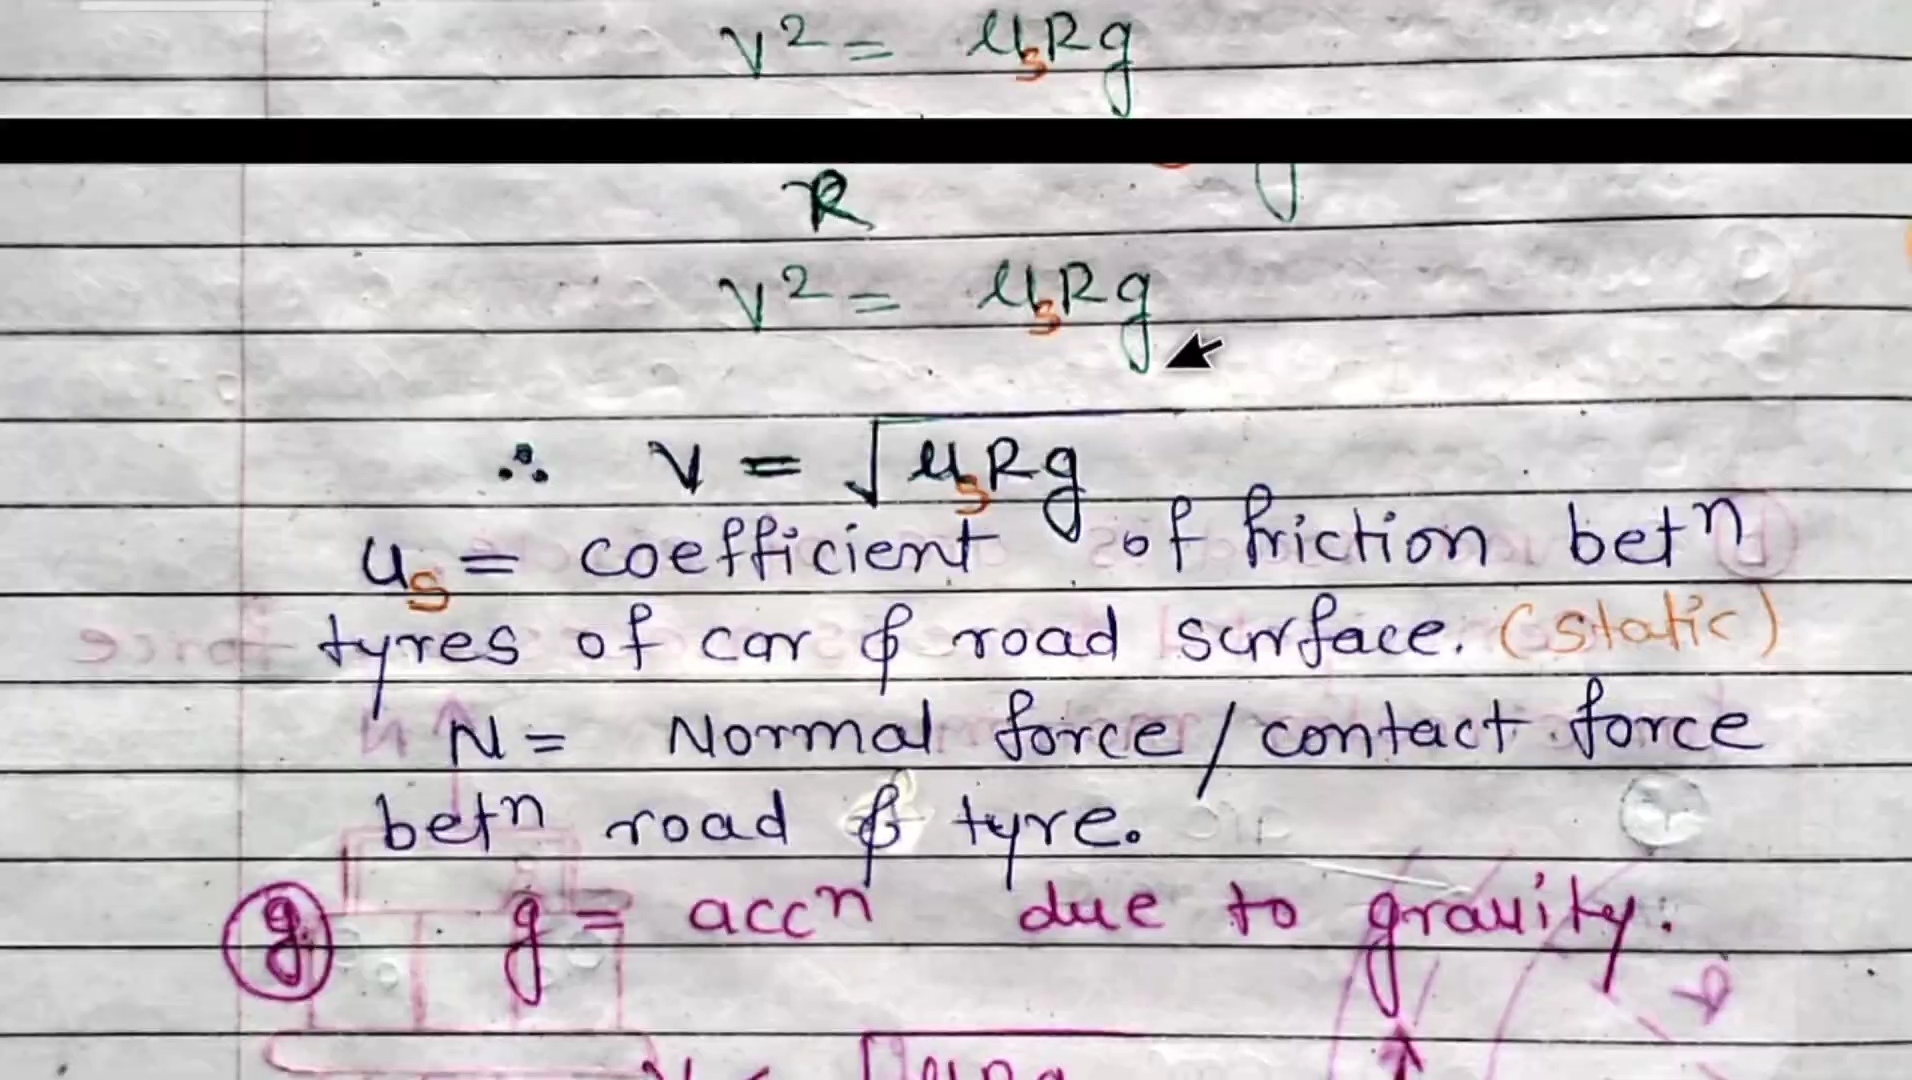 v² = μsRg
R
v² = μsRg
∴ v = √μsRg
us = coefficient of friction betⁿ
tyres of car & road surface. (static)
N = Normal force / contact force
betⁿ road & tyre.
g. g = accⁿ due to gravity.